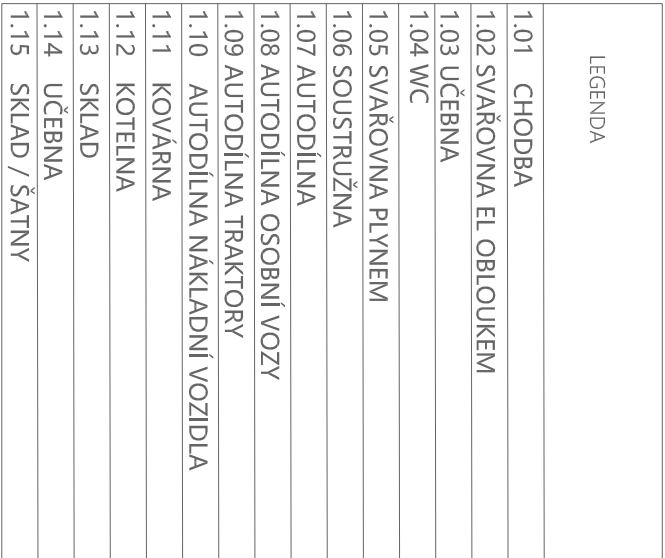 LEGENDA
1.01 CHODBA
1.02 SVAŘOVNA EL OBLOUKEM
1.03 UČEBNA
1.04 WC
1.05 SVAŘOVNA PLYNEM
1.06 SOUSTRUŽNA
1.07 AUTODÍLNA
1.08 AUTODÍLNA OSOBNÍ VOZY
1.09 AUTODÍLNA TRAKTORY
1.10 AUTODÍLNA NÁKLADNÍ VOZIDLA
1.11 KOVÁRNA
1.12 KOTELNA
1.13 SKLAD
1.14 UČEBNA
1.15 SKLAD / ŠATNY